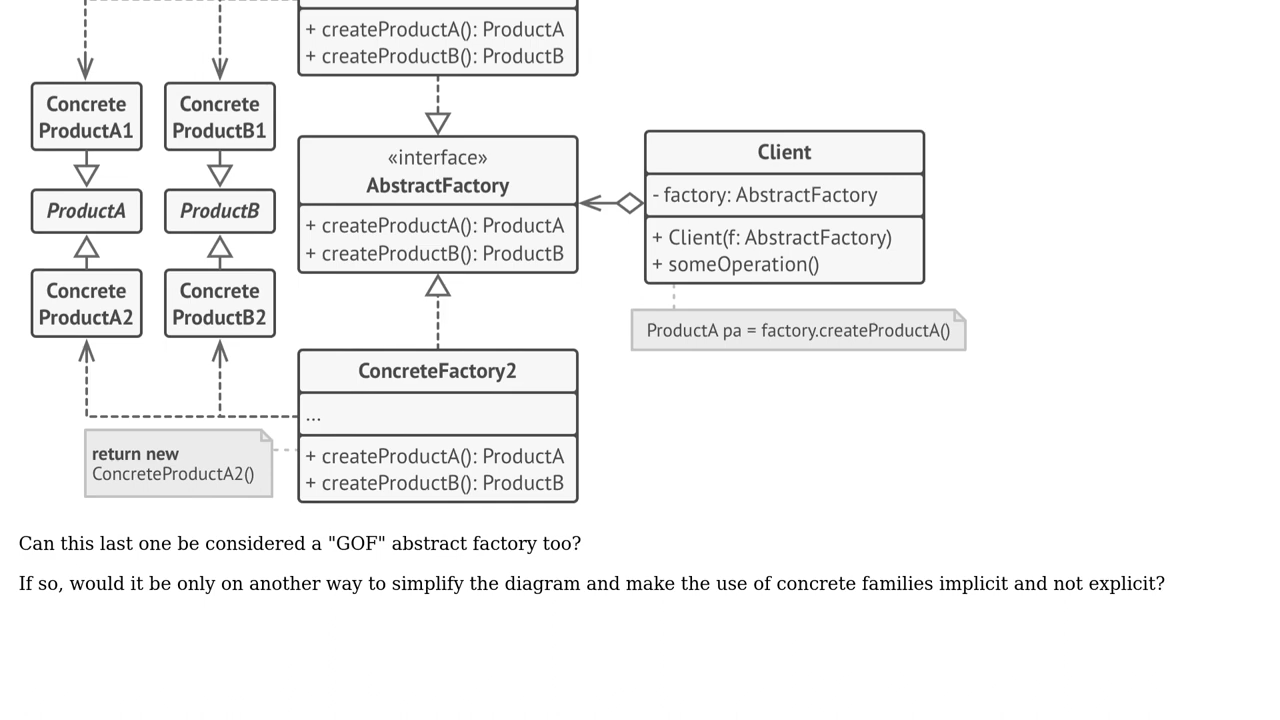 + createProductA(): ProductA
+ createProductB(): ProductB
Concrete
ProductA1
Concrete
ProductB1
«interface»
AbstractFactory
+ createProductA(): ProductA
+ createProductB(): ProductB
Client
- factory: AbstractFactory
+ Client(f: AbstractFactory)
+ someOperation()
ProductA
ProductB
Concrete
ProductA2
Concrete
ProductB2
ProductA pa = factory.createProductA()
ConcreteFactory2
...
+ createProductA(): ProductA
+ createProductB(): ProductB
return new
ConcreteProductA2()
Can this last one be considered a "GOF" abstract factory too?
If so, would it be only on another way to simplify the diagram and make the use of concrete families implicit and not explicit?